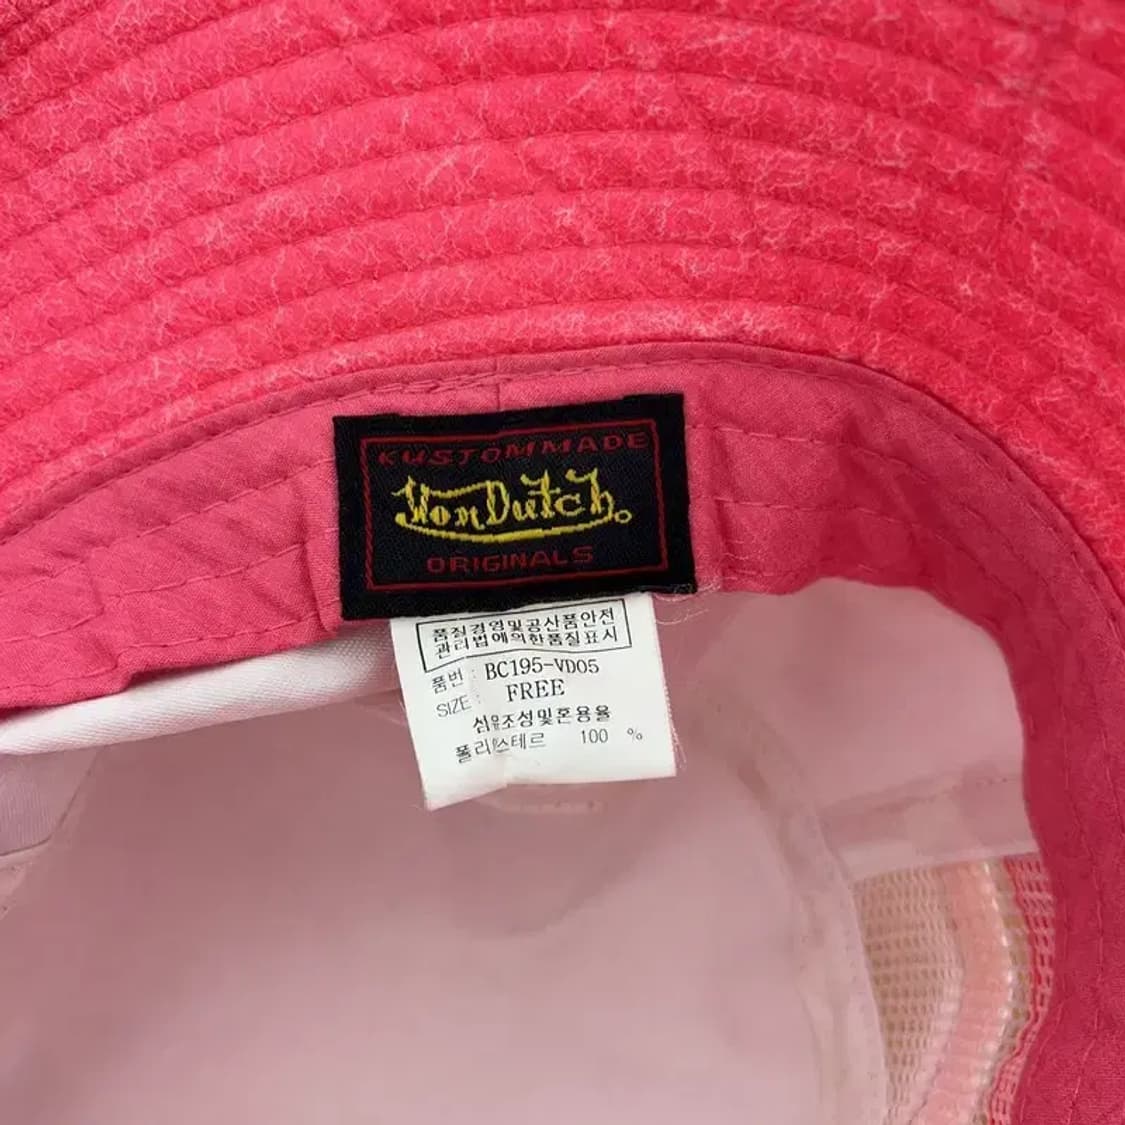 KUSTOMMADE
Von Dutch
ORIGINALS
품질경영및공산품안전
관리법에의한품질표시
품번 : BC195-VD05
SIZE : FREE
섬유조성및혼용율
폴리에스테르 100 %